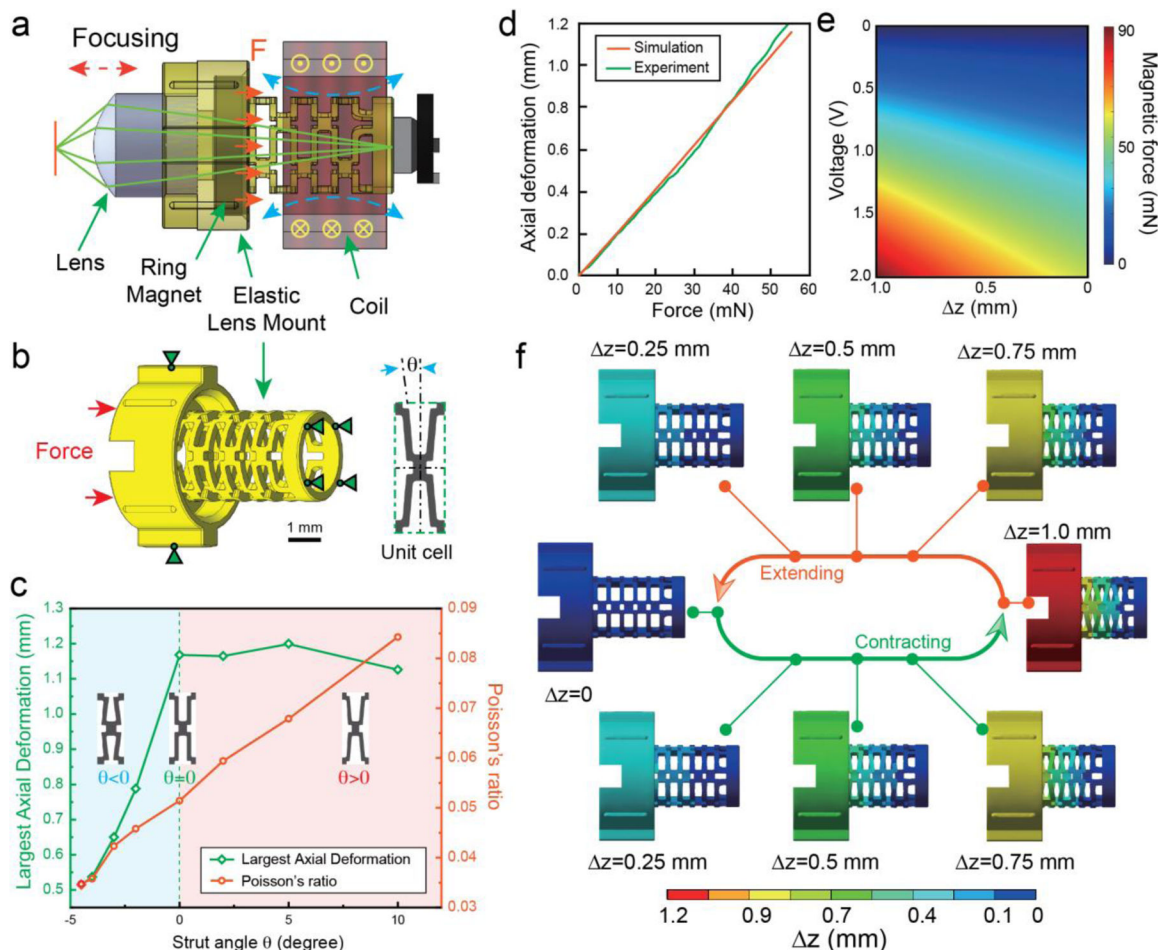 a
Focusing
F
Lens
Ring
Magnet
Elastic
Lens Mount
Coil
b
Force
1 mm
θ
Unit cell
c
Largest Axial Deformation (mm)
1.3
1.2
1.1
1.0
0.9
0.8
0.7
0.6
0.5
θ<0
θ=0
θ>0
Largest Axial Deformation
Poisson's ratio
0.09
0.08
0.07
0.06
0.05
0.04
0.03
Poisson's ratio
-5
0
5
10
Strut angle θ (degree)
d
Axial deformation (mm)
1.2
1.0
0.8
0.6
0.4
0.2
0.0
Simulation
Experiment
0 10 20 30 40 50 60
Force (mN)
e
Voltage (V)
0
0.5
1.0
1.5
2.0
1.0
0.5
0
Δz (mm)
90
50
0
Magnetic force (mN)
f
Δz=0.25 mm
Δz=0.5 mm
Δz=0.75 mm
Δz=1.0 mm
Extending
Contracting
Δz=0
Δz=0.25 mm
Δz=0.5 mm
Δz=0.75 mm
1.2 0.9 0.7 0.4 0.1 0
Δz (mm)